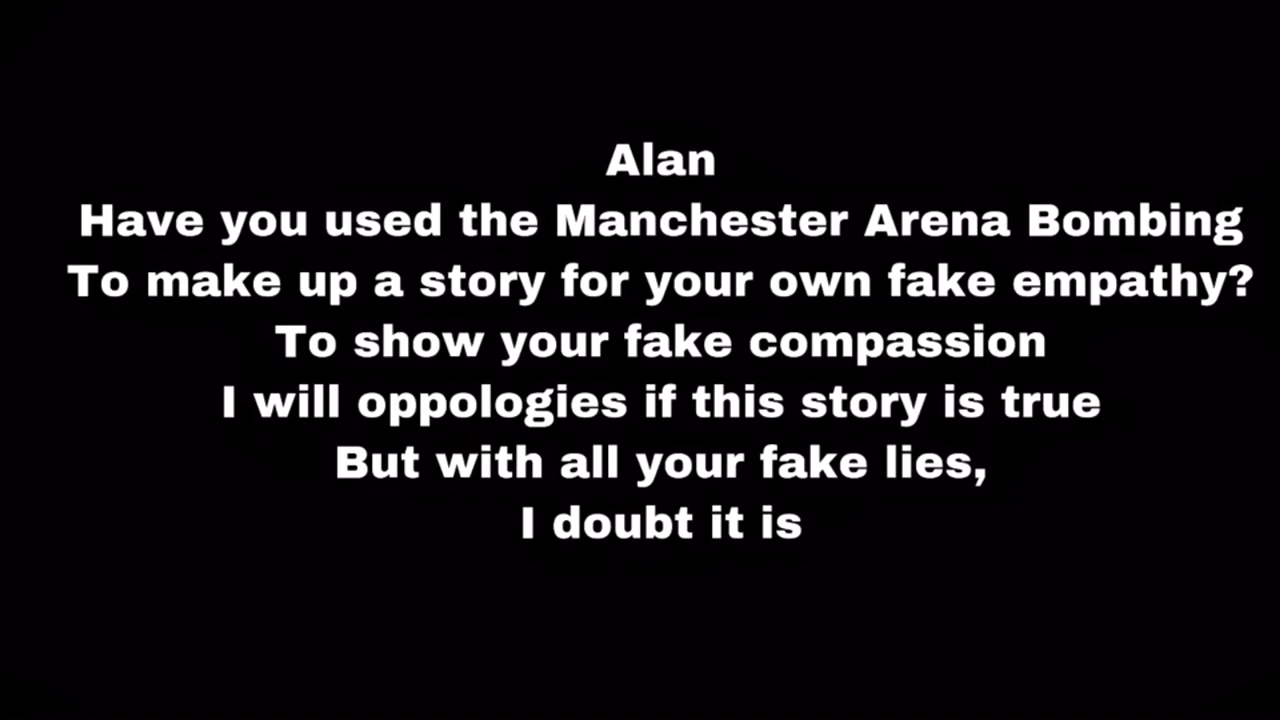 Alan
Have you used the Manchester Arena Bombing
To make up a story for your own fake empathy?
To show your fake compassion
I will oppologies if this story is true
But with all your fake lies,
I doubt it is